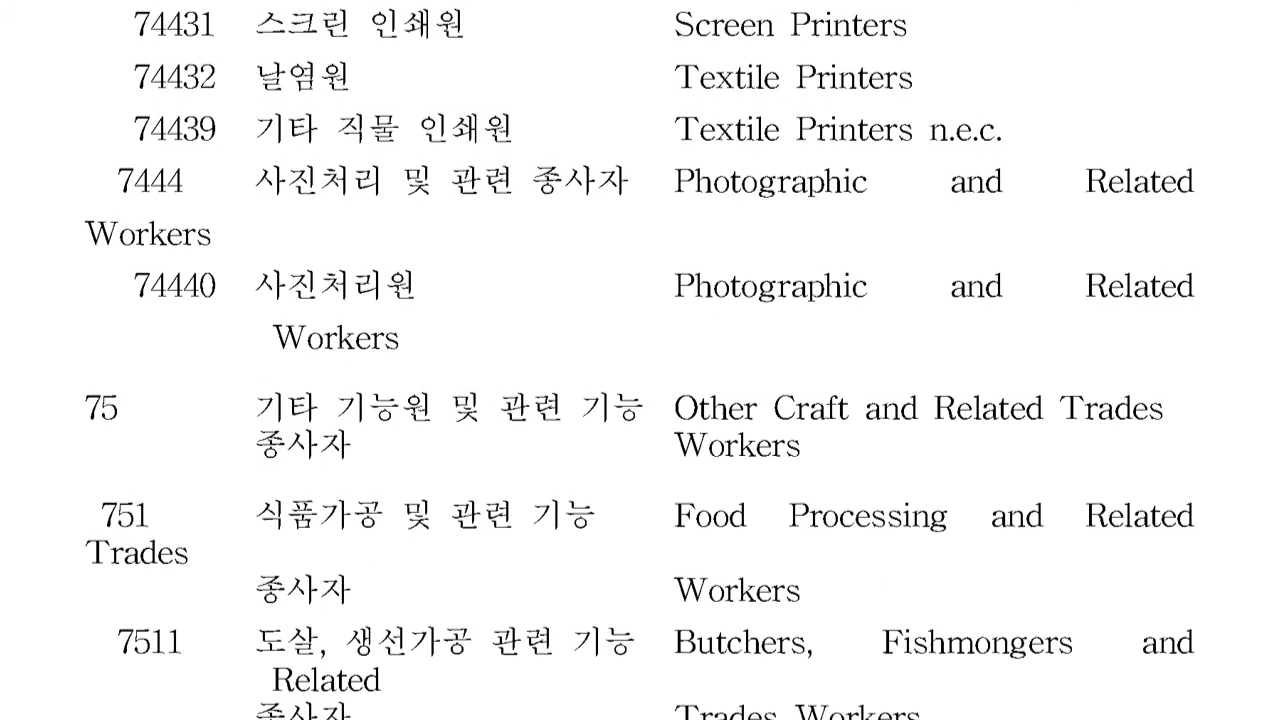 74431 스크린 인쇄원 Screen Printers
74432 날염원 Textile Printers
74439 기타 직물 인쇄원 Textile Printers n.e.c.
7444 사진처리 및 관련 종사자 Photographic and Related
Workers
74440 사진처리원 Photographic and Related
Workers
75 기타 기능원 및 관련 기능 Other Craft and Related Trades
종사자 Workers
751 식품가공 및 관련 기능 Food Processing and Related
Trades
종사자 Workers
7511 도살, 생선가공 관련 기능 Butchers, Fishmongers and
Related
종사자 Trades Workers